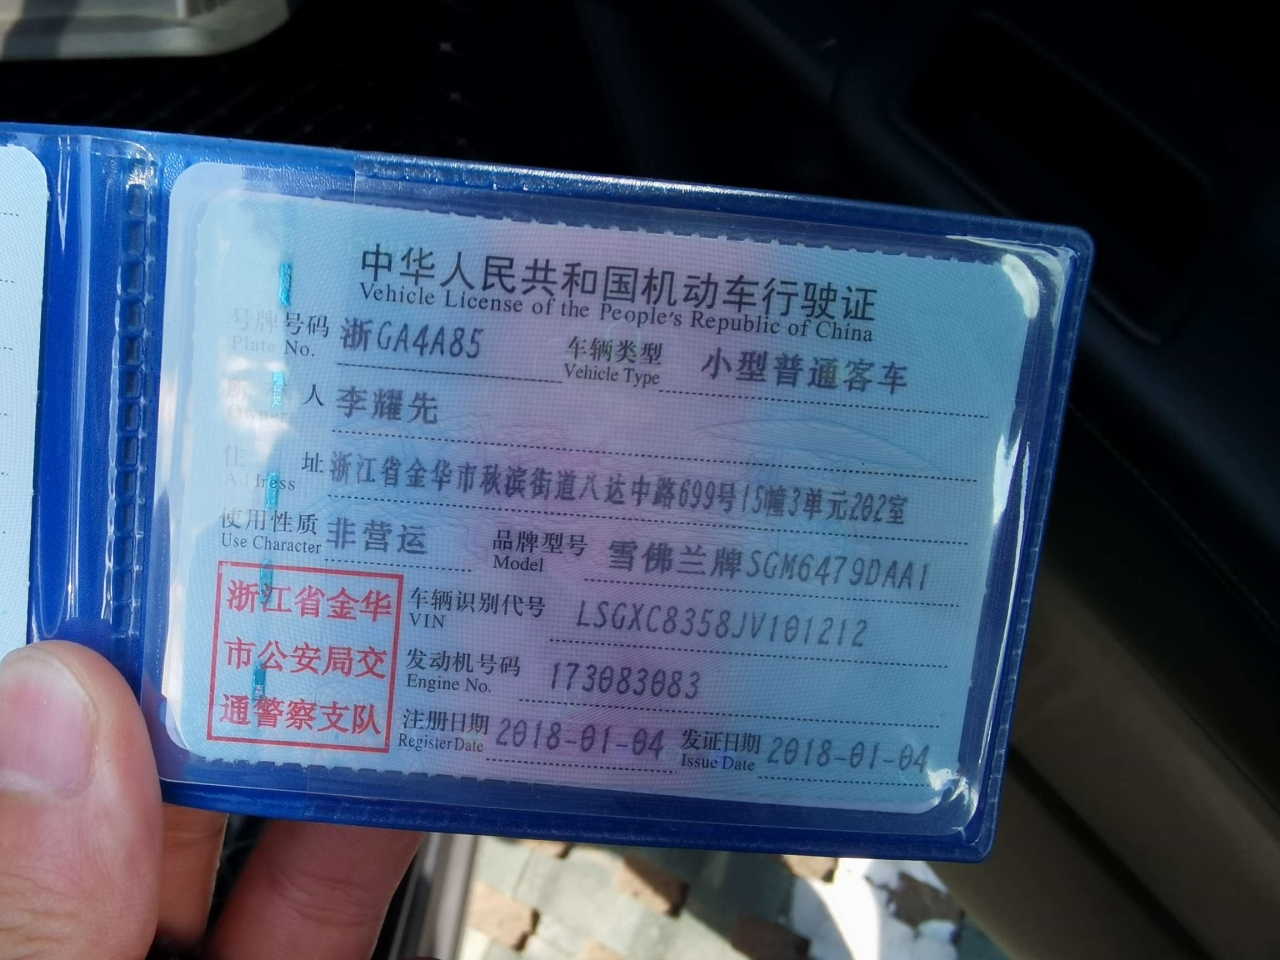 中华人民共和国机动车行驶证
Vehicle License of the People's Republic of China
号牌号码 浙GA4A85 车辆类型 小型普通客车
Plate No. Vehicle Type
所 人 李耀先
Owner
住 址 浙江省金华市秋滨街道八达中路699号15幢3单元202室
Address
使用性质 非营运 品牌型号 雪佛兰牌SGM6479DAA1
Use Character Model
浙江省金华
市公安局交
通警察支队
车辆识别代号 LSGXC8358JV101212
VIN
发动机号码 173083083
Engine No.
注册日期 2018-01-04 发证日期 2018-01-04
Register Date Issue Date